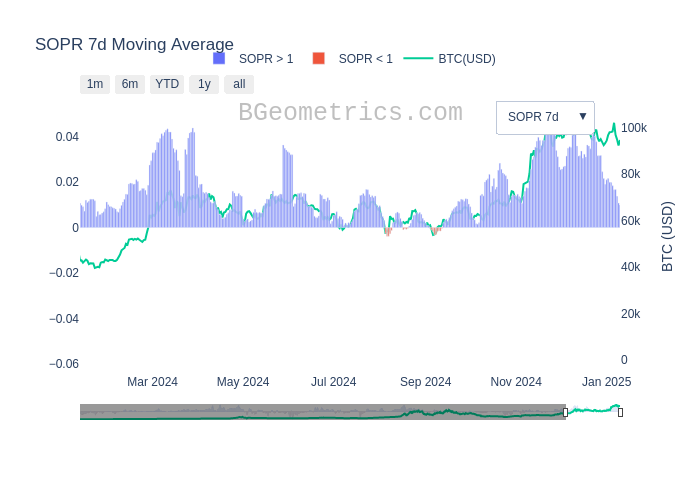 SOPR 7d Moving Average
SOPR > 1
SOPR < 1
BTC(USD)
1m
6m
YTD
1y
all
BGeometrics.com
SOPR 7d ▼
0.04
0.02
0
−0.02
−0.04
−0.06
100k
80k
60k
40k
20k
0
BTC (USD)
Mar 2024
May 2024
Jul 2024
Sep 2024
Nov 2024
Jan 2025